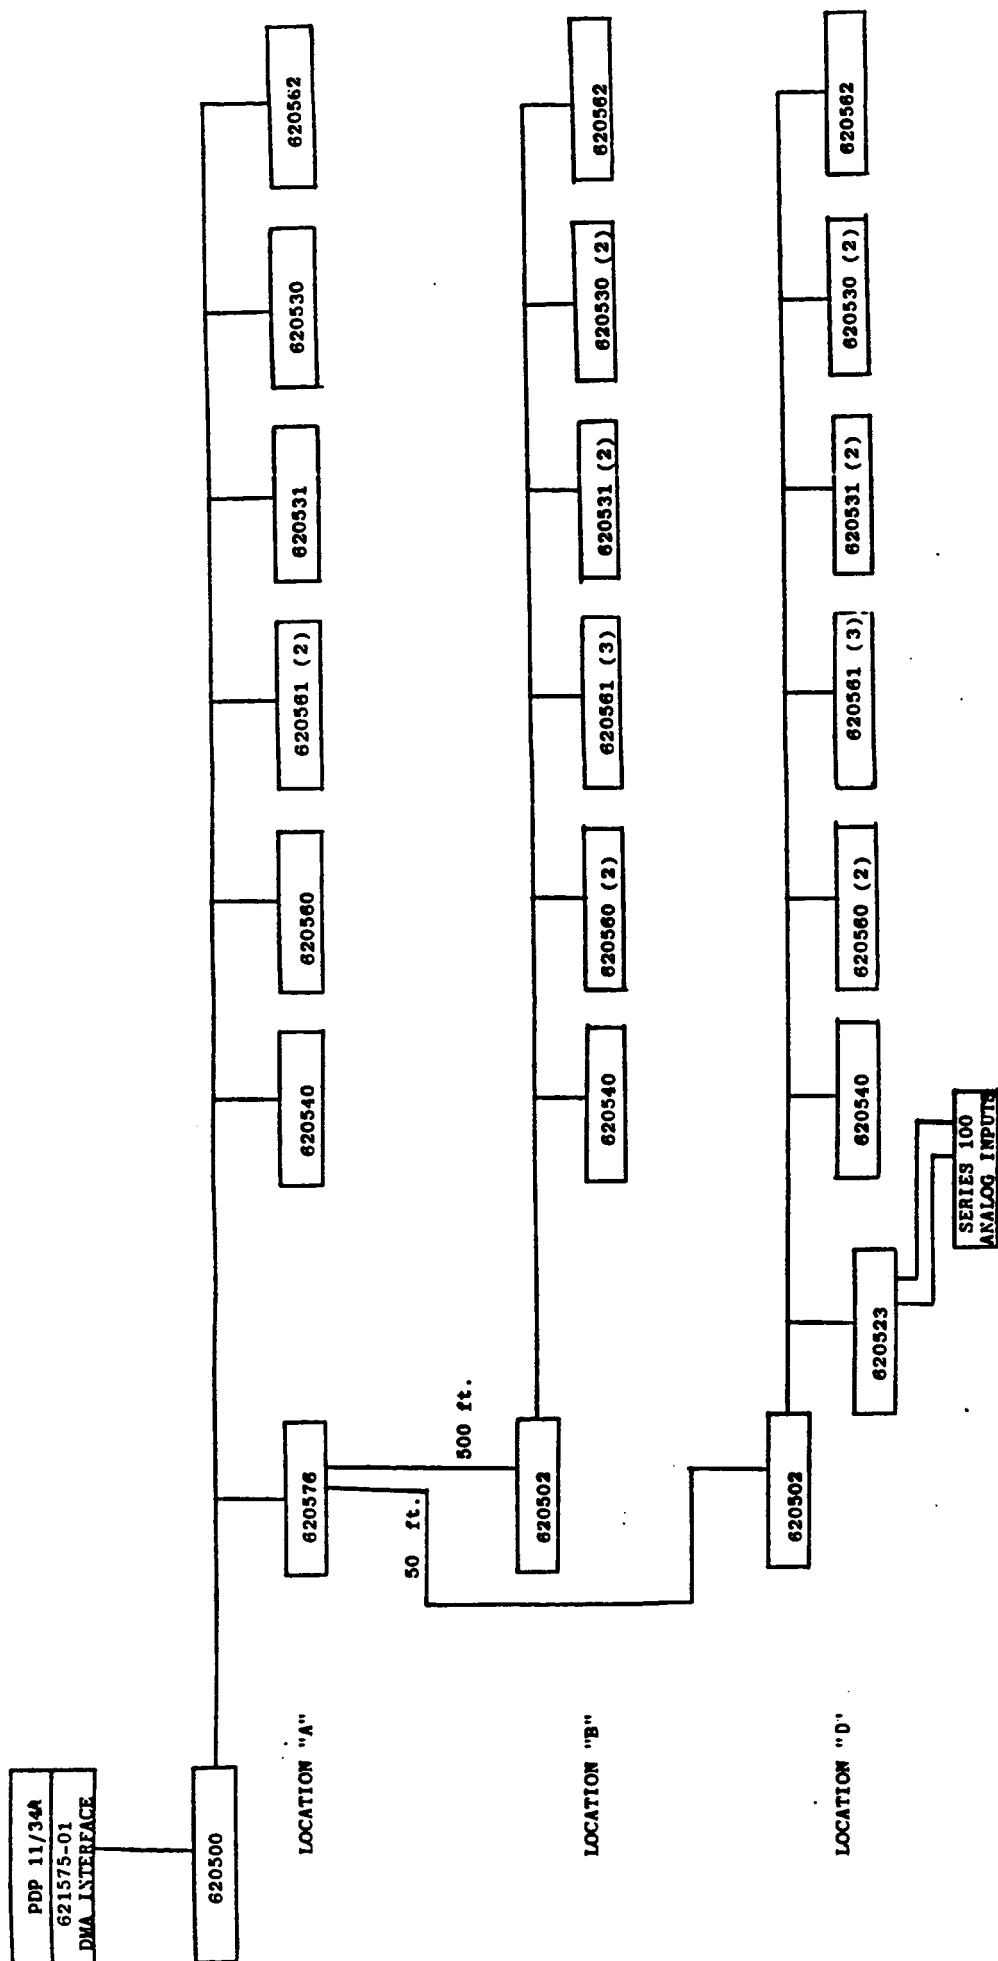 PDP 11/34A
621575-01
DMA INTERFACE
620500
LOCATION "A"
620576
620540
620560
620561 (2)
620531
620530
620562
50 ft.
500 ft.
LOCATION "B"
620502
620540
620560 (2)
620561 (3)
620531 (2)
620530 (2)
620562
LOCATION "D"
620502
620523
SERIES 100
ANALOG INPUTS
620540
620560 (2)
620561 (3)
620531 (2)
620530 (2)
620562